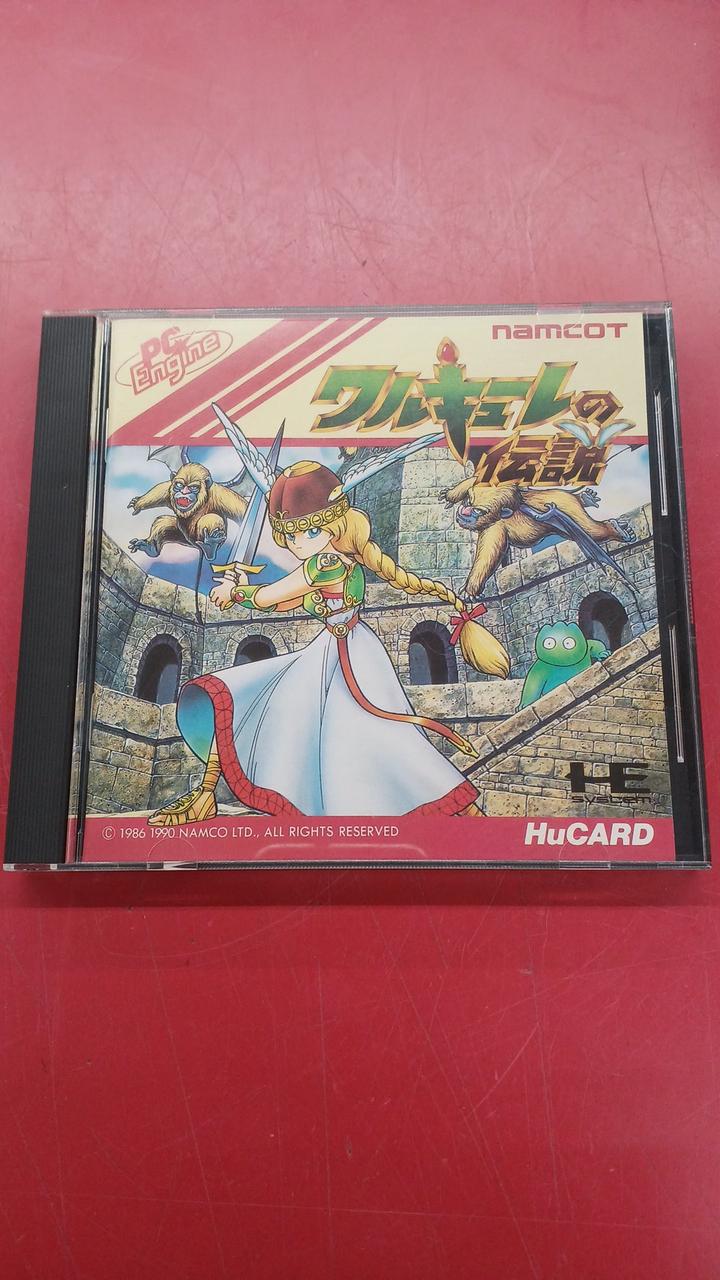 PC Engine
namcot
ワルキューレの
伝説
HE
SYSTEM
© 1986 1990 NAMCO LTD., ALL RIGHTS RESERVED
HuCARD